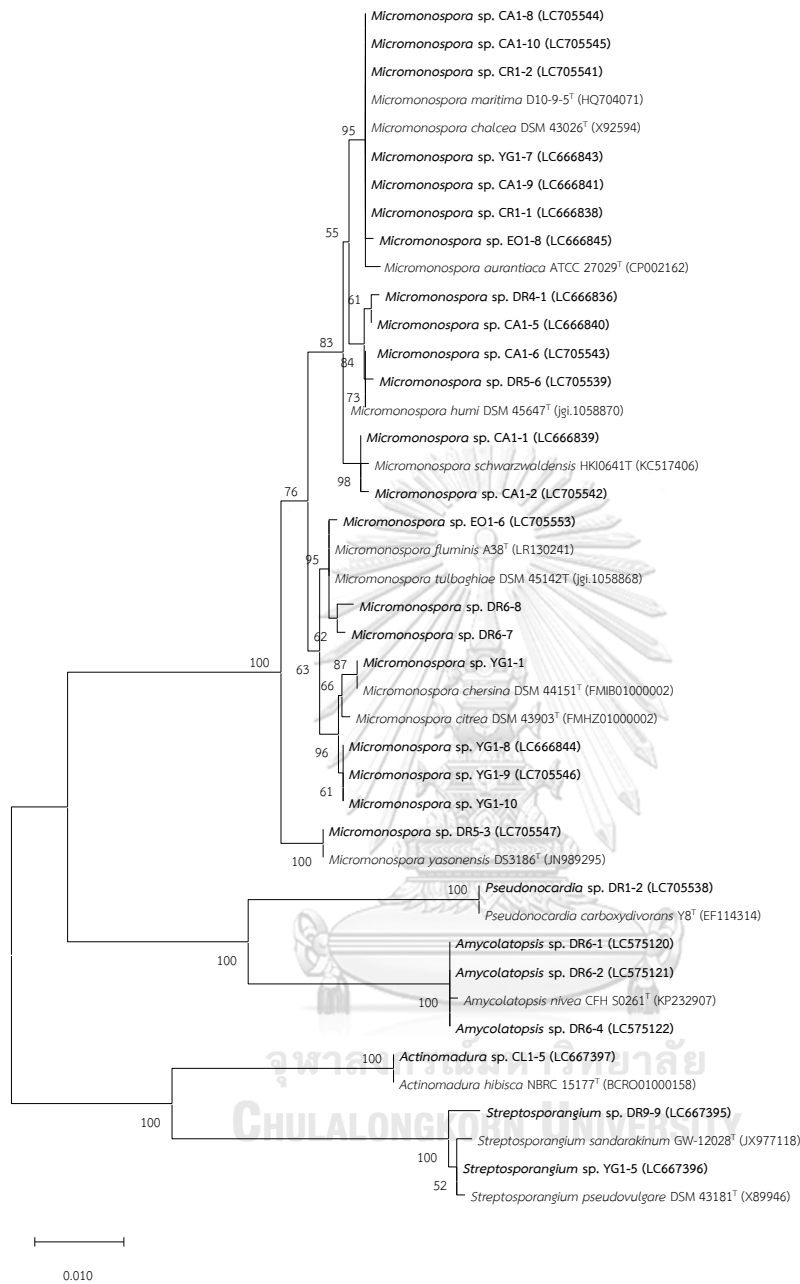 Micromonospora sp. CA1-8 (LC705544)
Micromonospora sp. CA1-10 (LC705545)
Micromonospora sp. CR1-2 (LC705541)
Micromonospora maritima D10-9-5ᵀ (HQ704071)
Micromonospora chalcea DSM 43026ᵀ (X92594)
95
Micromonospora sp. YG1-7 (LC666843)
Micromonospora sp. CA1-9 (LC666841)
Micromonospora sp. CR1-1 (LC666838)
55
Micromonospora sp. EO1-8 (LC666845)
Micromonospora aurantiaca ATCC 27029ᵀ (CP002162)
61
Micromonospora sp. DR4-1 (LC666836)
Micromonospora sp. CA1-5 (LC666840)
83
Micromonospora sp. CA1-6 (LC705543)
84
Micromonospora sp. DR5-6 (LC705539)
73
Micromonospora humi DSM 45647ᵀ (jgi.1058870)
Micromonospora sp. CA1-1 (LC666839)
Micromonospora schwarzwaldensis HKI0641T (KC517406)
98
Micromonospora sp. CA1-2 (LC705542)
76
Micromonospora sp. EO1-6 (LC705553)
Micromonospora fluminis A38ᵀ (LR130241)
95
Micromonospora tulbaghiae DSM 45142T (jgi.1058868)
Micromonospora sp. DR6-8
62
Micromonospora sp. DR6-7
100
63
87
Micromonospora sp. YG1-1
66
Micromonospora chersina DSM 44151ᵀ (FMIB01000002)
Micromonospora citrea DSM 43903ᵀ (FMHZ01000002)
96
Micromonospora sp. YG1-8 (LC666844)
Micromonospora sp. YG1-9 (LC705546)
61
Micromonospora sp. YG1-10
Micromonospora sp. DR5-3 (LC705547)
100
Micromonospora yasonensis DS3186ᵀ (JN989295)
100
Pseudonocardia sp. DR1-2 (LC705538)
Pseudonocardia carboxydivorans Y8ᵀ (EF114314)
Amycolatopsis sp. DR6-1 (LC575120)
100
Amycolatopsis sp. DR6-2 (LC575121)
100
Amycolatopsis nivea CFH S0261ᵀ (KP232907)
Amycolatopsis sp. DR6-4 (LC575122)
100
Actinomadura sp. CL1-5 (LC667397)
จุฬาลงกรณ์มหาวิทยาลัย
Actinomadura hibisca NBRC 15177ᵀ (BCRO01000158)
Streptosporangium sp. DR9-9 (LC667395)
100
CHULALONGKORN UNIVERSITY
Streptosporangium sandarakinum GW-12028ᵀ (JX977118)
100
Streptosporangium sp. YG1-5 (LC667396)
52
Streptosporangium pseudovulgare DSM 43181ᵀ (X89946)
0.010